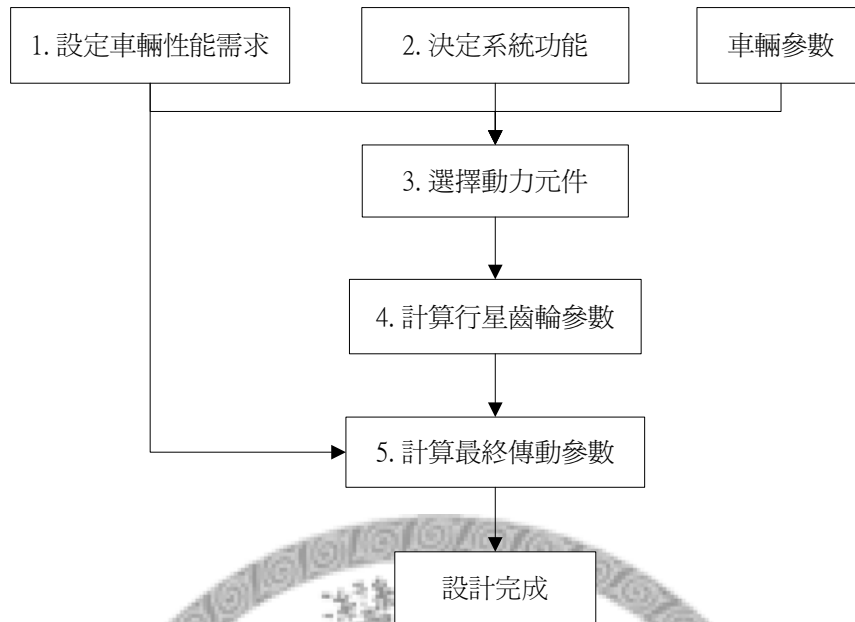 1. 設定車輛性能需求
2. 決定系統功能
車輛參數
3. 選擇動力元件
4. 計算行星齒輪參數
5. 計算最終傳動參數
設計完成